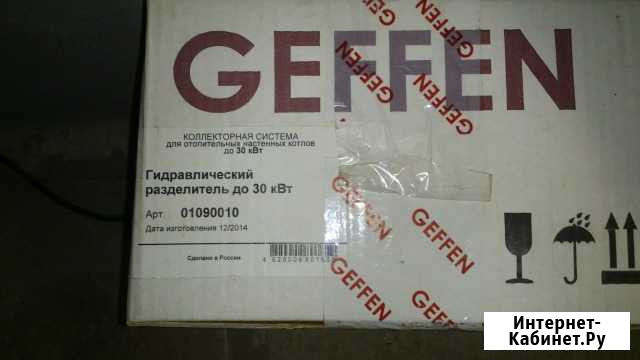 GEFFEN
КОЛЛЕКТОРНАЯ СИСТЕМА
для отопительных настенных котлов
до 30 кВт
Гидравлический
разделитель до 30 кВт
Арт. 01090010
Дата изготовления 12/2014
Сделано в России
GEFFEN
GEFFEN
GEFFEN
GEFFEN
GEFFEN
Интернет-
Кабинет.Ру